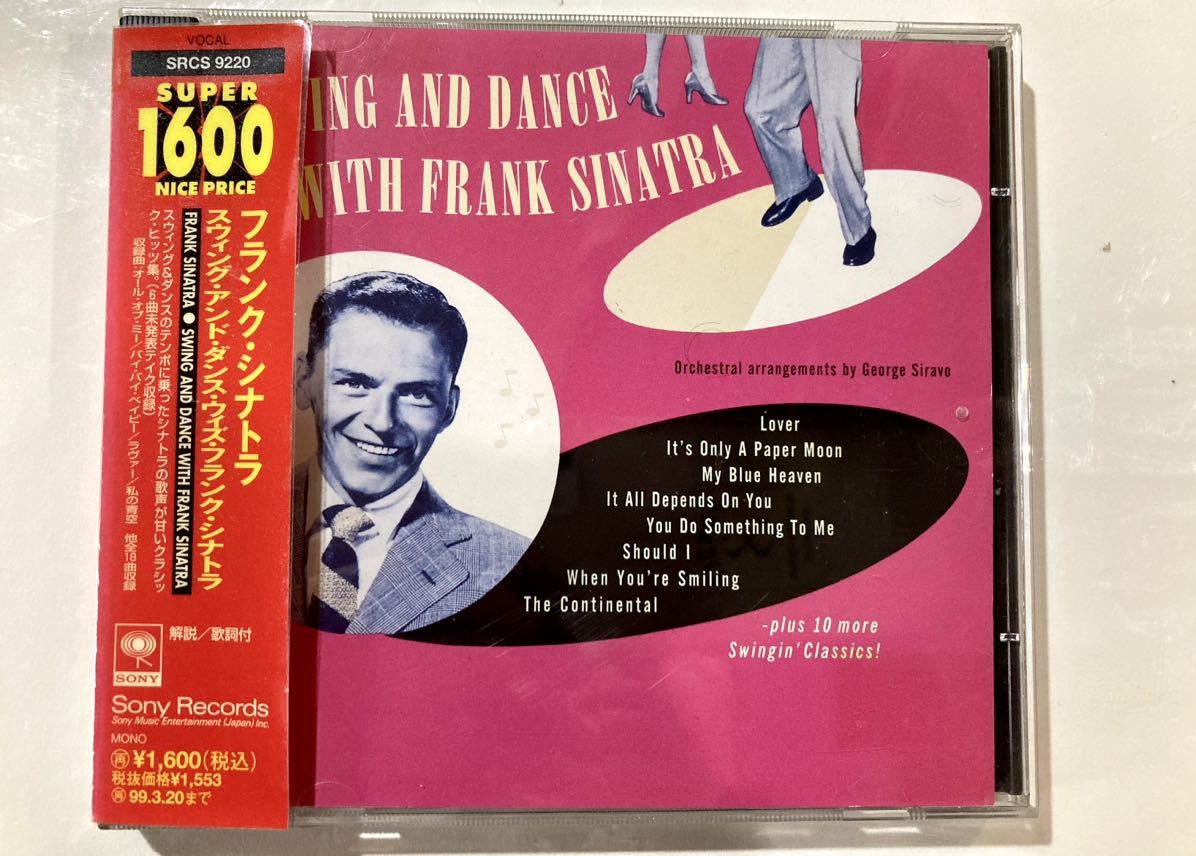 VOCAL
SRCS 9220
SUPER
1600
NICE PRICE
フランク・シナトラ
スウィング・アンド・ダンス・ウィズ・フランク・シナトラ
FRANK SINATRA ● SWING AND DANCE WITH FRANK SINATRA
スウィング&ダンスのテンポに乗ったシナトラの歌声が甘いクラシッ
ク・ヒッツ集。(6曲未発表テイク収録)
収録曲:オール・オブ・ミー/バイ・バイ・ベイビー/ラヴァー/私の青空 他全18曲収録
SONY
解説/歌詞付
Sony Records
Sony Music Entertainment (Japan) Inc.
MONO
再 ¥1,600(税込)
税抜価格¥1,553
再 99.3.20まで
ING AND DANCE
WITH FRANK SINATRA
Orchestral arrangements by George Siravo
Lover
It's Only A Paper Moon
My Blue Heaven
It All Depends On You
You Do Something To Me
Should I
When You're Smiling
The Continental
-plus 10 more
Swingin' Classics!